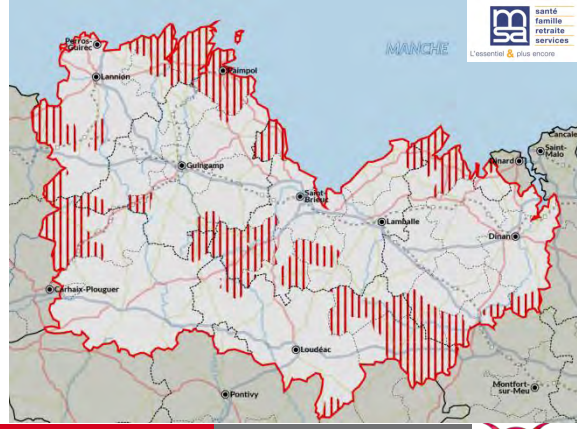 santé
famille
retraite
services
msa
L'essentiel & plus encore
MANCHE
Perros-
Guirec
Lannion
Paimpol
Cancale
Saint-
Malo
Dinard
Guingamp
Saint-
Brieuc
Lamballe
Dinan
Carhaix-Plouguer
Loudéac
Montfort-
sur-Meu
Pontivy